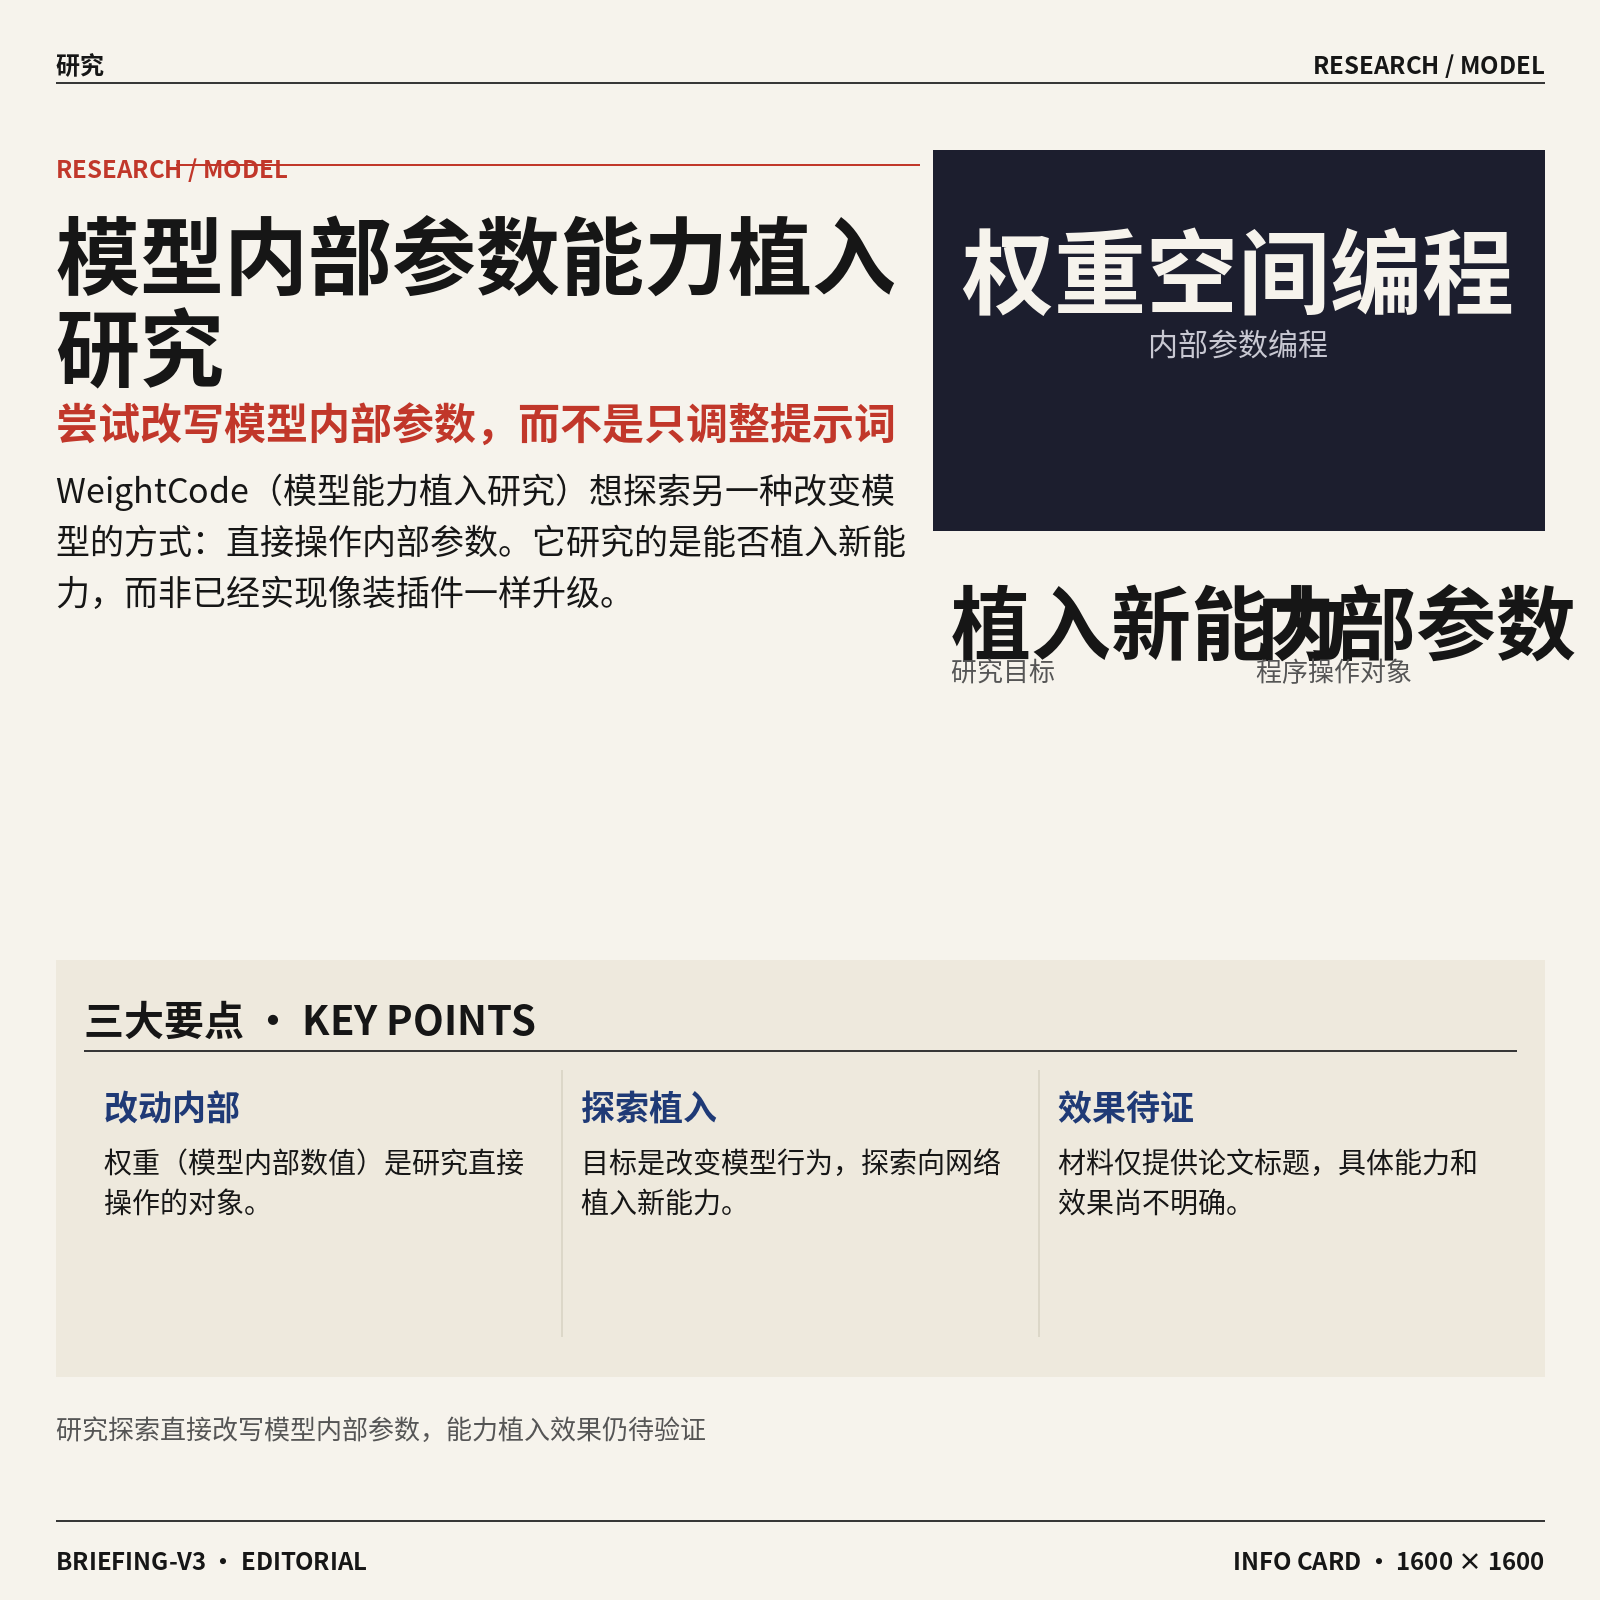 研究
RESEARCH / MODEL
RESEARCH / MODEL
模型内部参数能力植入
研究
尝试改写模型内部参数，而不是只调整提示词
WeightCode（模型能力植入研究）想探索另一种改变模
型的方式：直接操作内部参数。它研究的是能否植入新能
力，而非已经实现像装插件一样升级。
权重空间编程
内部参数编程
植入新能力
研究目标
内部参数
程序操作对象
三大要点 · KEY POINTS
改动内部
权重（模型内部数值）是研究直接
操作的对象。
探索植入
目标是改变模型行为，探索向网络
植入新能力。
效果待证
材料仅提供论文标题，具体能力和
效果尚不明确。
研究探索直接改写模型内部参数，能力植入效果仍待验证
BRIEFING-V3 · EDITORIAL
INFO CARD · 1600 × 1600